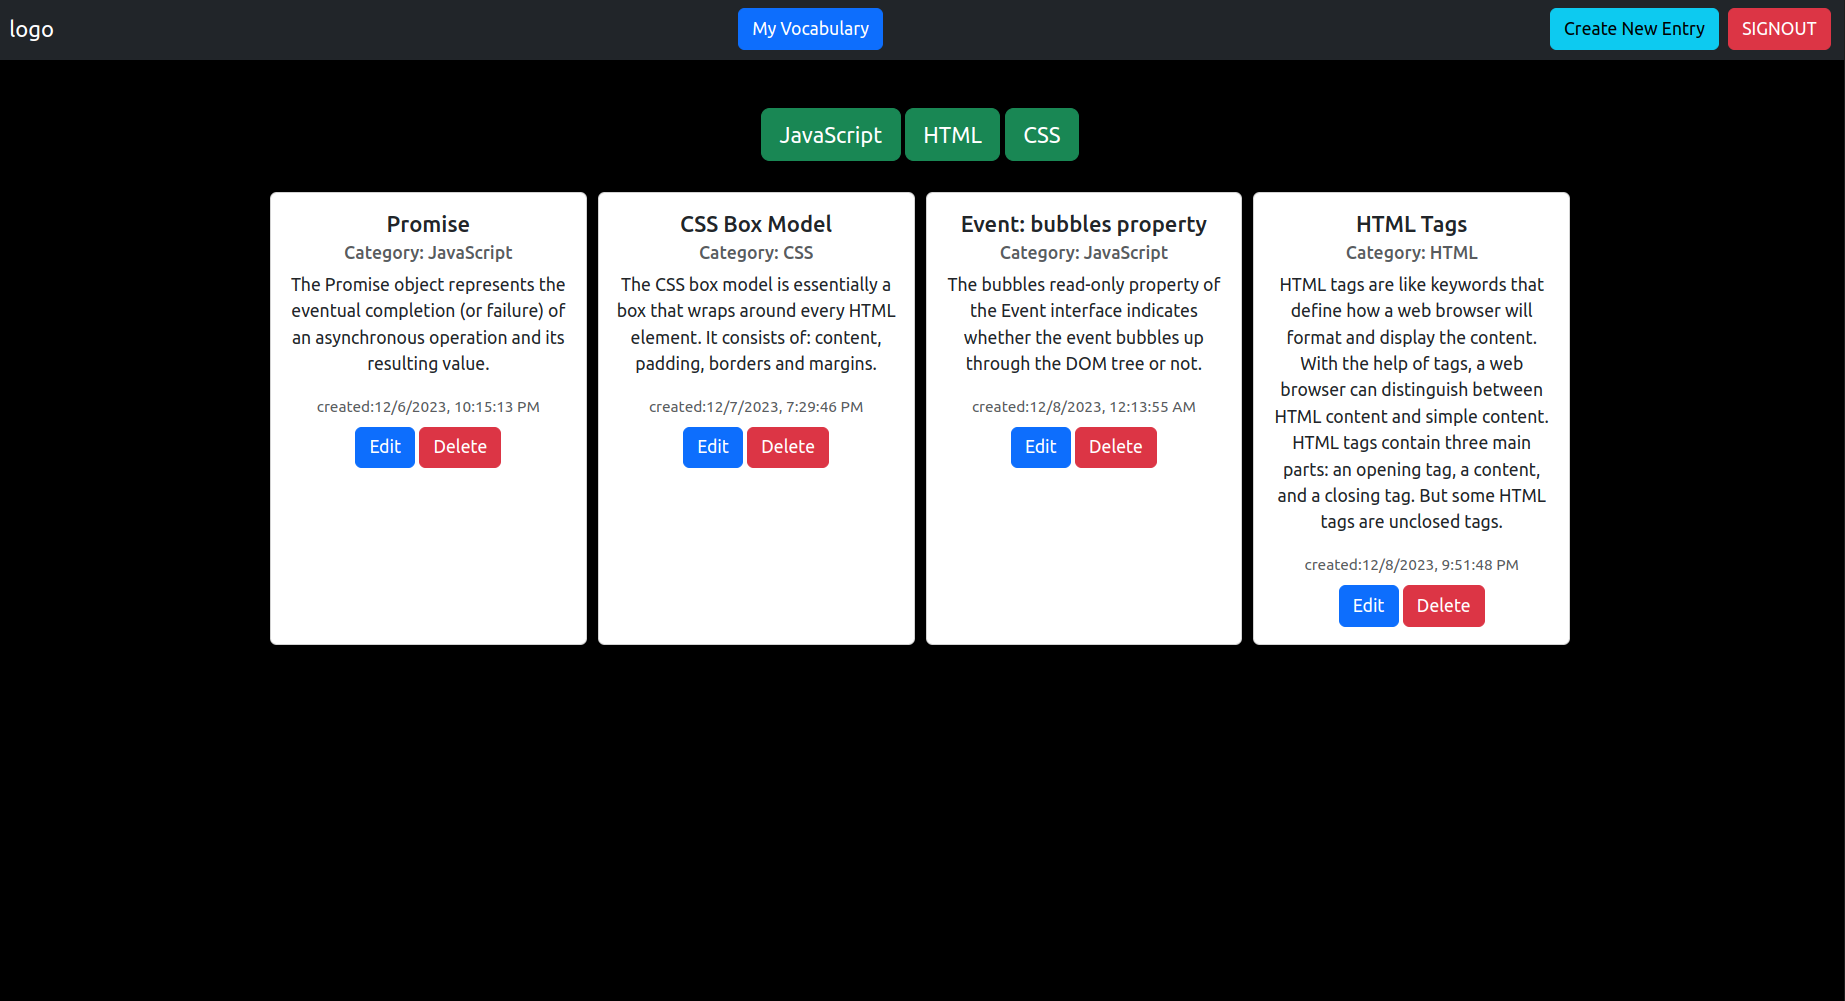 logo
My Vocabulary
Create New Entry
SIGNOUT
JavaScript
HTML
CSS
Promise
Category: JavaScript
The Promise object represents the
eventual completion (or failure) of
an asynchronous operation and its
resulting value.
created:12/6/2023, 10:15:13 PM
Edit
Delete
CSS Box Model
Category: CSS
The CSS box model is essentially a
box that wraps around every HTML
element. It consists of: content,
padding, borders and margins.
created:12/7/2023, 7:29:46 PM
Edit
Delete
Event: bubbles property
Category: JavaScript
The bubbles read-only property of
the Event interface indicates
whether the event bubbles up
through the DOM tree or not.
created:12/8/2023, 12:13:55 AM
Edit
Delete
HTML Tags
Category: HTML
HTML tags are like keywords that
define how a web browser will
format and display the content.
With the help of tags, a web
browser can distinguish between
HTML content and simple content.
HTML tags contain three main
parts: an opening tag, a content,
and a closing tag. But some HTML
tags are unclosed tags.
created:12/8/2023, 9:51:48 PM
Edit
Delete